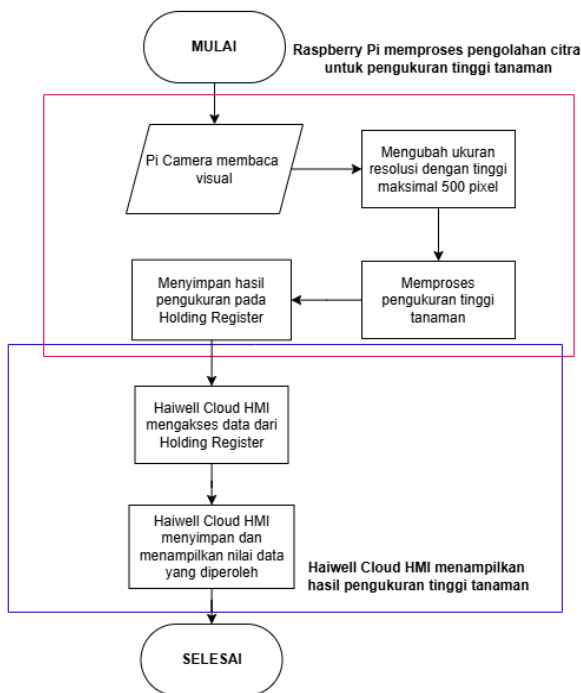 MULAI
Raspberry Pi memproses pengolahan citra
untuk pengukuran tinggi tanaman
Pi Camera membaca
visual
Mengubah ukuran
resolusi dengan tinggi
maksimal 500 pixel
Memproses
pengukuran tinggi
tanaman
Menyimpan hasil
pengukuran pada
Holding Register
Haiwell Cloud HMI
mengakses data dari
Holding Register
Haiwell Cloud HMI
menyimpan dan
menampilkan nilai data
yang diperoleh
Haiwell Cloud HMI menampilkan
hasil pengukuran tinggi tanaman
SELESAI